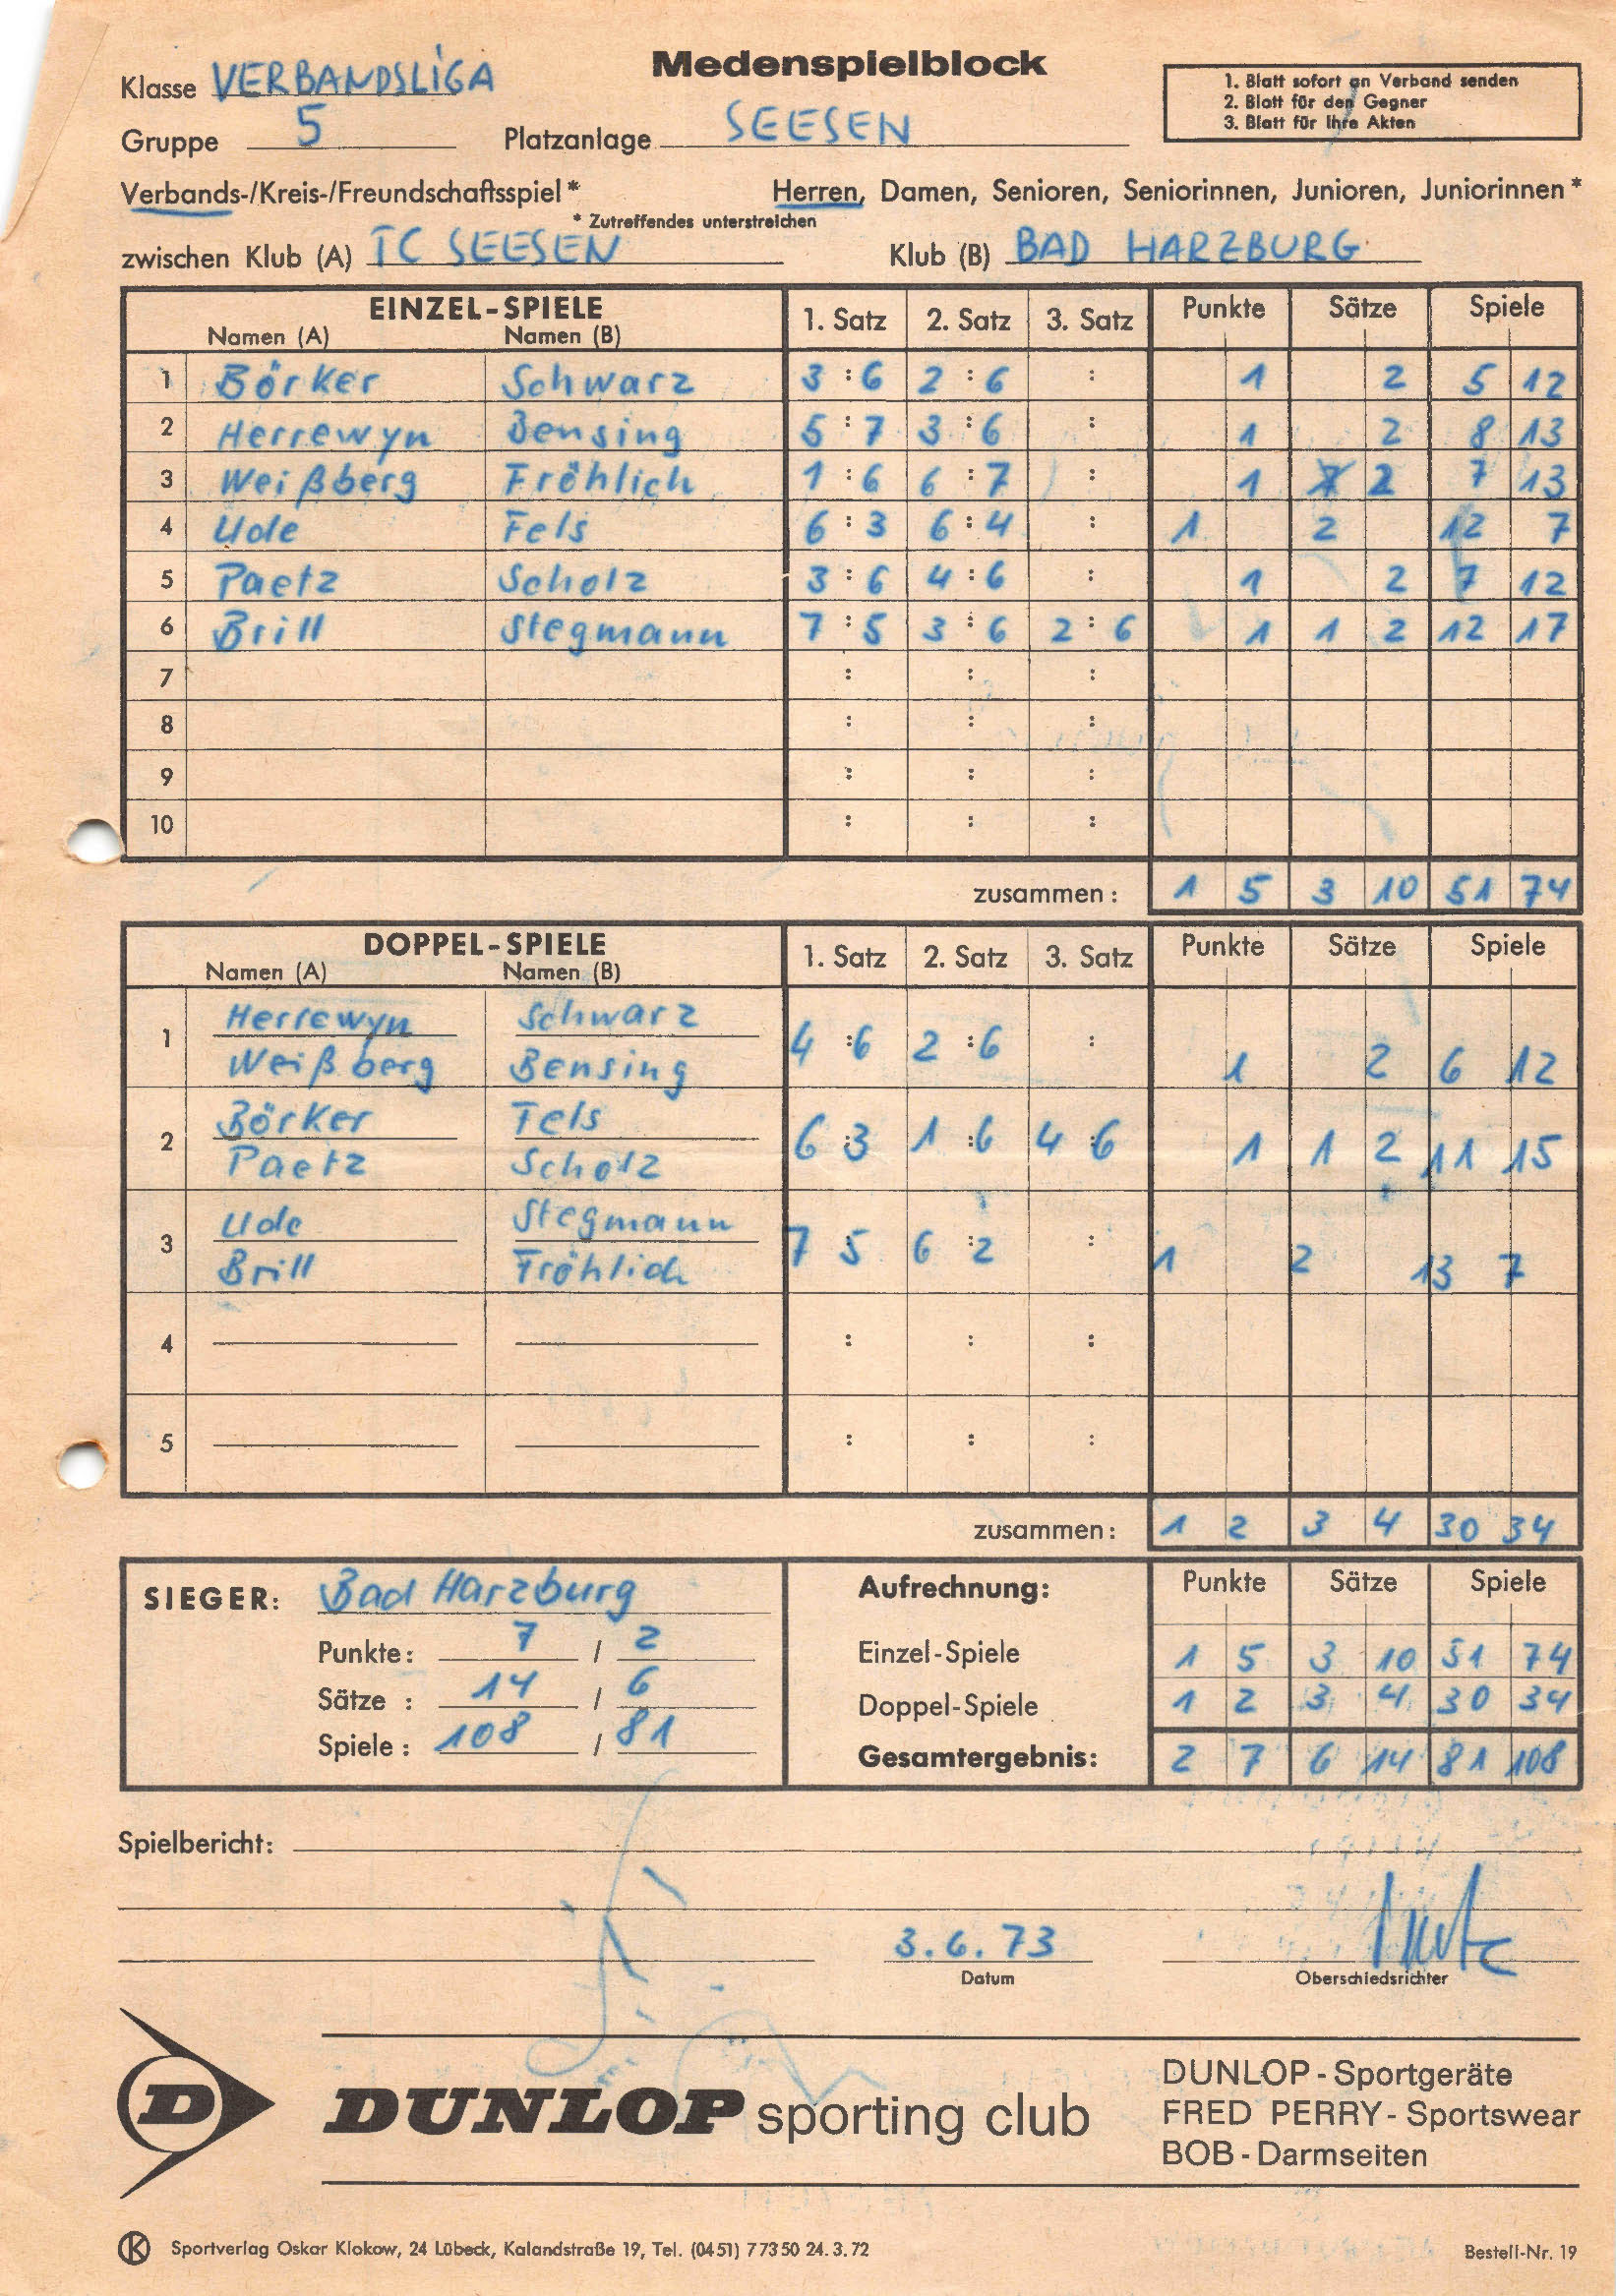 Medenspielblock
Klasse VERBANDSLIGA
1. Blatt sofort an Verband senden
2. Blatt für den Gegner
3. Blatt für Ihre Akten
Gruppe 5 Platzanlage SEESEN
Verbands-/Kreis-/Freundschaftsspiel* Herren, Damen, Senioren, Seniorinnen, Junioren, Juniorinnen*
* Zutreffendes unterstreichen
zwischen Klub (A) TC SEESEN Klub (B) BAD HARZBURG
EINZEL-SPIELE 1. Satz 2. Satz 3. Satz Punkte Sätze Spiele
Namen (A) Namen (B)
1 Börker Schwarz 3 : 6 2 : 6 : 1 2 5 12
2 Herrewyn Bensing 5 : 7 3 : 6 : 1 2 8 13
3 Weißberg Fröhlich 1 : 6 6 : 7 : 1 2 7 13
4 Ude Fels 6 : 3 6 : 4 : 1 2 12 7
5 Paetz Scholz 3 : 6 4 : 6 : 1 2 7 12
6 Brill Stegmann 7 : 5 3 : 6 2 : 6 1 1 2 12 17
7 : : :
8 : : :
9 : : :
10 : : :
zusammen: 1 5 3 10 51 74
DOPPEL-SPIELE 1. Satz 2. Satz 3. Satz Punkte Sätze Spiele
Namen (A) Namen (B)
Herrewyn Schwarz
1 4 : 6 2 : 6 : 1 2 6 12
Weißberg Bensing
Börker Fels
2 6 : 3 1 : 6 4 : 6 1 1 2 11 15
Paetz Scholz
Ude Stegmann
3 7 5 6 : 2 : 1 2 13 7
Brill Fröhlich
4 : : :
5 : : :
zusammen: 1 2 3 4 30 34
SIEGER: Bad Harzburg Aufrechnung: Punkte Sätze Spiele
Punkte: 7 / 2 Einzel-Spiele 1 5 3 10 51 74
Sätze : 14 / 6 Doppel-Spiele 1 2 3 4 30 34
Spiele : 108 / 81 Gesamtergebnis: 2 7 6 14 81 108
Spielbericht:
3.6.73
Datum Oberschiedsrichter
D DUNLOP sporting club
DUNLOP - Sportgeräte
FRED PERRY - Sportswear
BOB - Darmseiten
K Sportverlag Oskar Klokow, 24 Lübeck, Kalandstraße 19, Tel. (0451) 77350 24.3.72 Bestell-Nr. 19